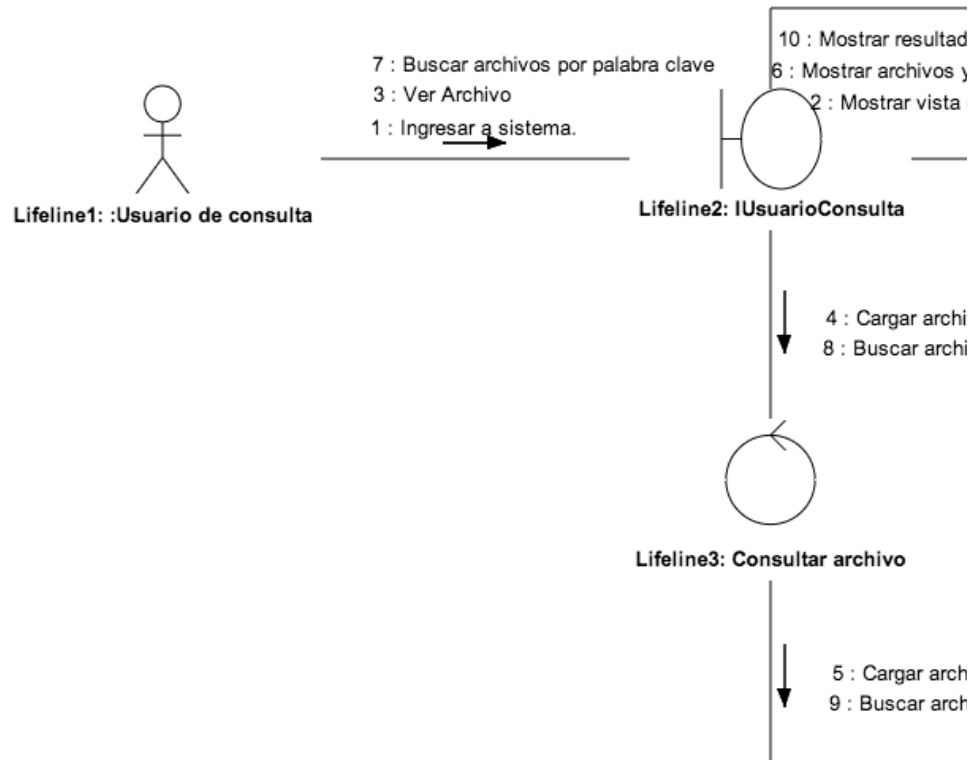 10 : Mostrar
7 : Buscar archivos por palabra clave
6 : Mostrar archivos y
3 : Ver Archivo
2 : Mostrar vista
1 : Ingresar a sistema.
Lifeline1: :Usuario de consulta
Lifeline2: IUsuarioConsulta
4 : Cargar
8 : Buscar
Lifeline3: Consultar archivo
5 : Cargar
9 : Buscar